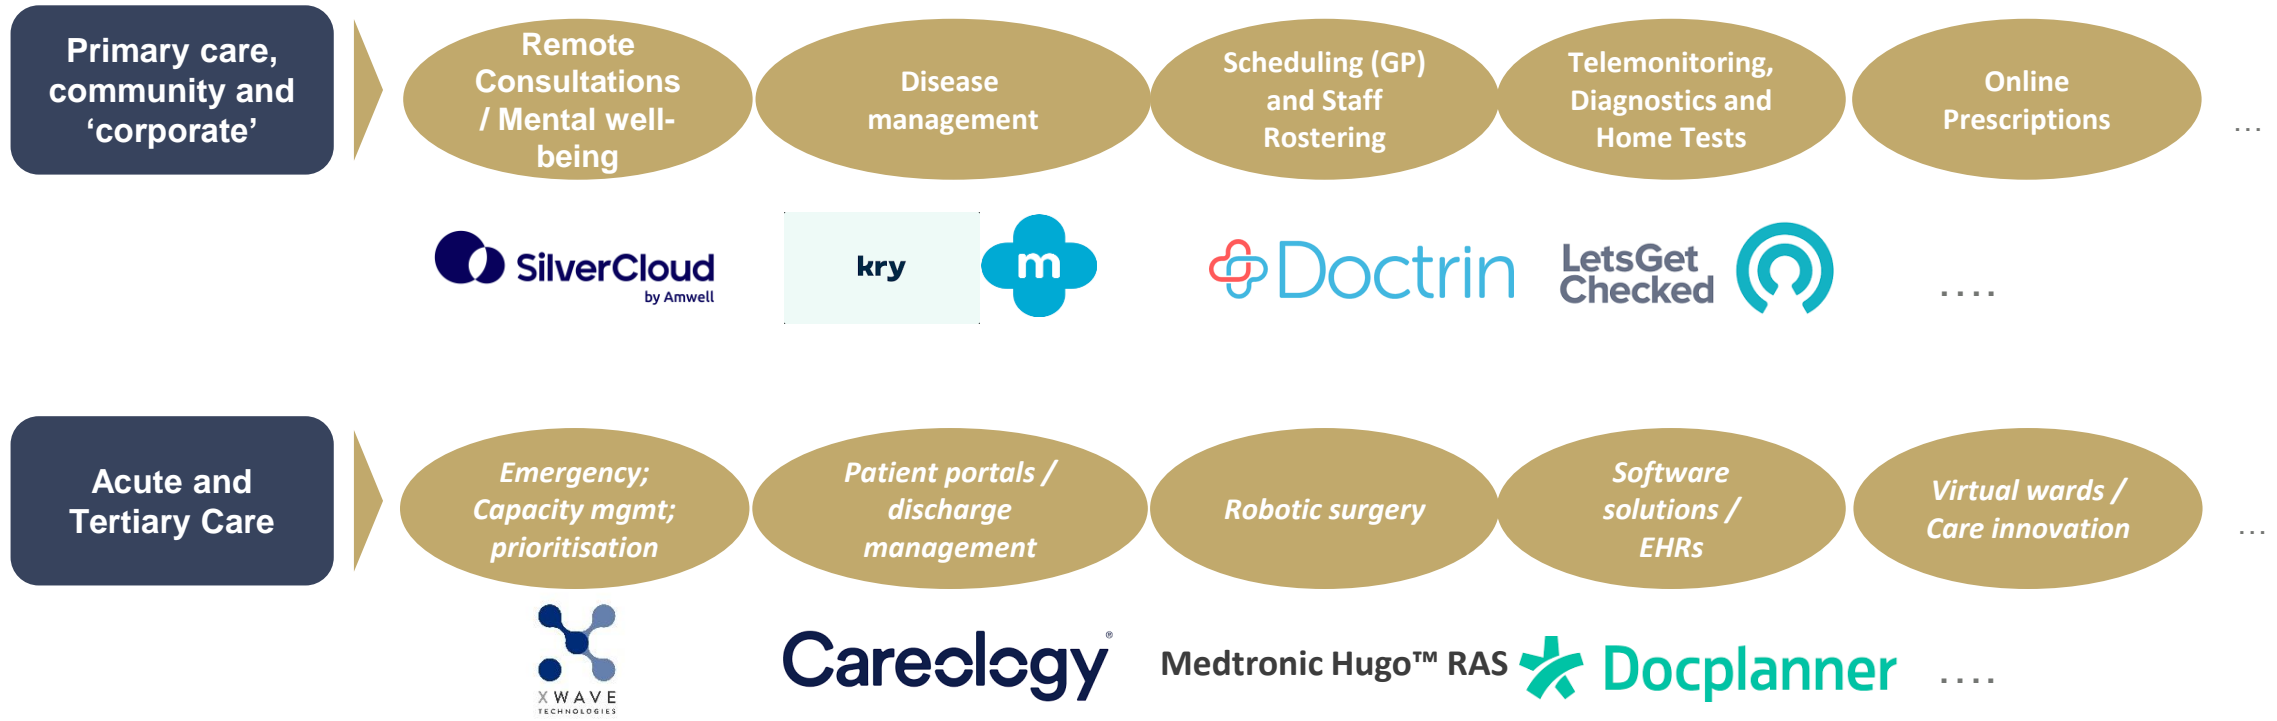 Primary care,
community and
‘corporate’
Remote
Consultations
/ Mental well-
being
Disease
management
Scheduling (GP)
and Staff
Rostering
Telemonitoring,
Diagnostics and
Home Tests
Online
Prescriptions
...
SilverCloud
by Amwell
kry
m
Doctrin
LetsGet
Checked
....
Acute and
Tertiary Care
Emergency;
Capacity mgmt;
prioritisation
Patient portals /
discharge
management
Robotic surgery
Software
solutions /
EHRs
Virtual wards /
Care innovation
...
XWAVE
TECHNOLOGIES
Careology®
Medtronic Hugo™ RAS
Docplanner
....